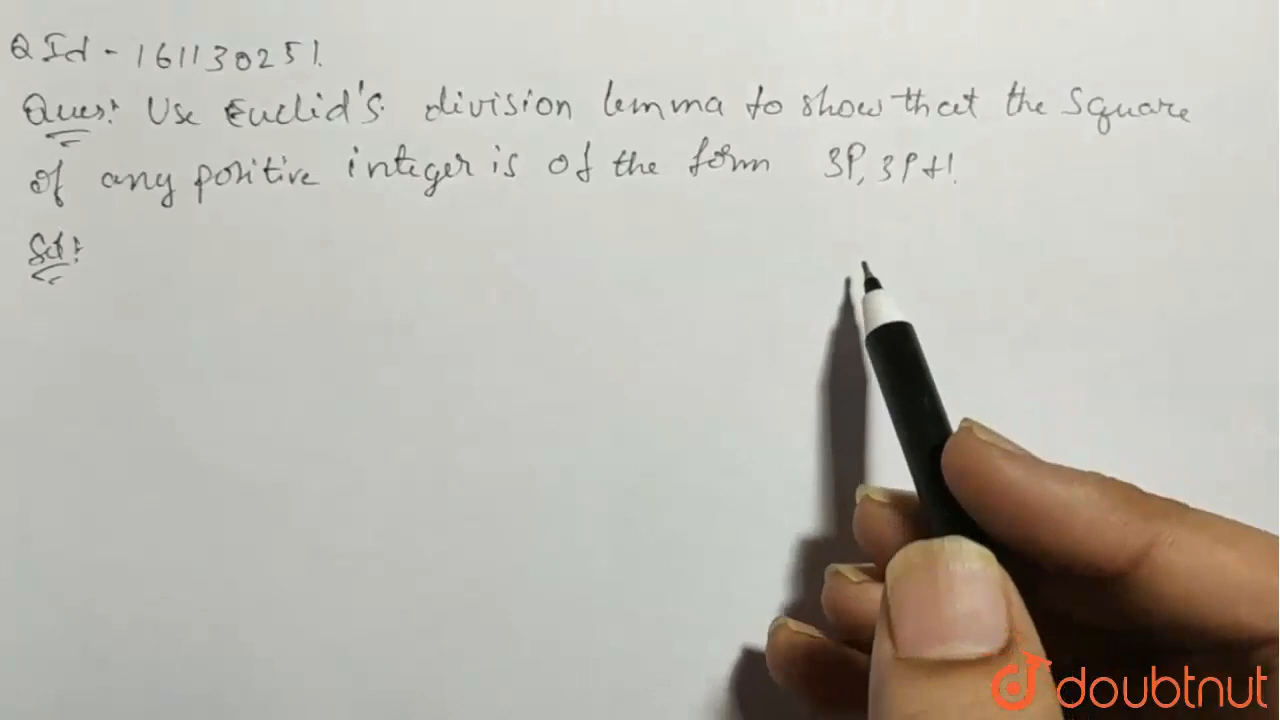 Q Id - 161130251.
Ques: Use Euclid's division lemma to show that the square
of any positive integer is of the form 3P, 3P+1.
Sol:
doubtnut